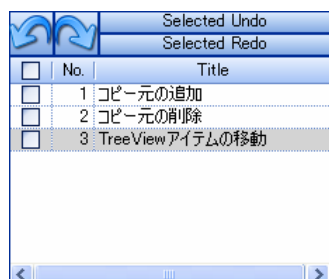 Selected Undo
Selected Redo
No. Title
1 コピー元の追加
2 コピー元の削除
3 TreeViewアイテムの移動